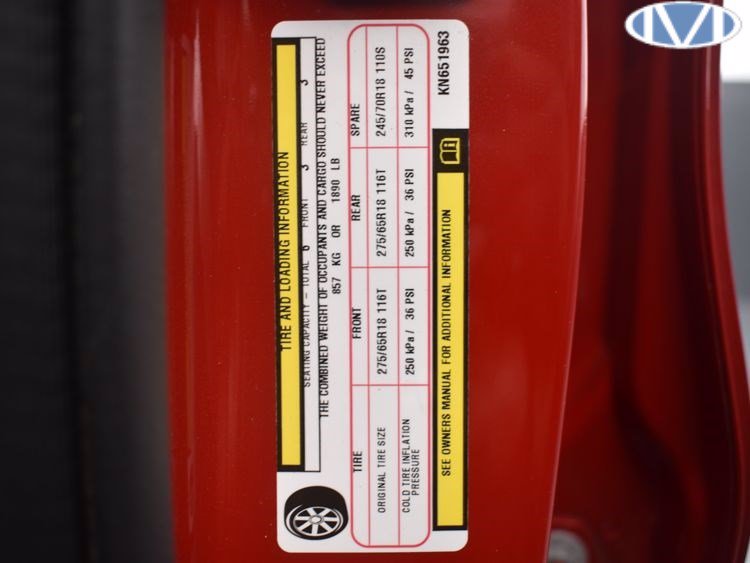 TIRE AND LOADING INFORMATION
SEATING CAPACITY – TOTAL 6 FRONT 3 REAR 3
THE COMBINED WEIGHT OF OCCUPANTS AND CARGO SHOULD NEVER EXCEED
857 KG OR 1890 LB
TIRE FRONT REAR SPARE
ORIGINAL TIRE SIZE 275/65R18 116T 275/65R18 116T 245/70R18 110S
COLD TIRE INFLATION PRESSURE 250 kPa / 36 PSI 250 kPa / 36 PSI 310 kPa / 45 PSI
SEE OWNERS MANUAL FOR ADDITIONAL INFORMATION
KN651963